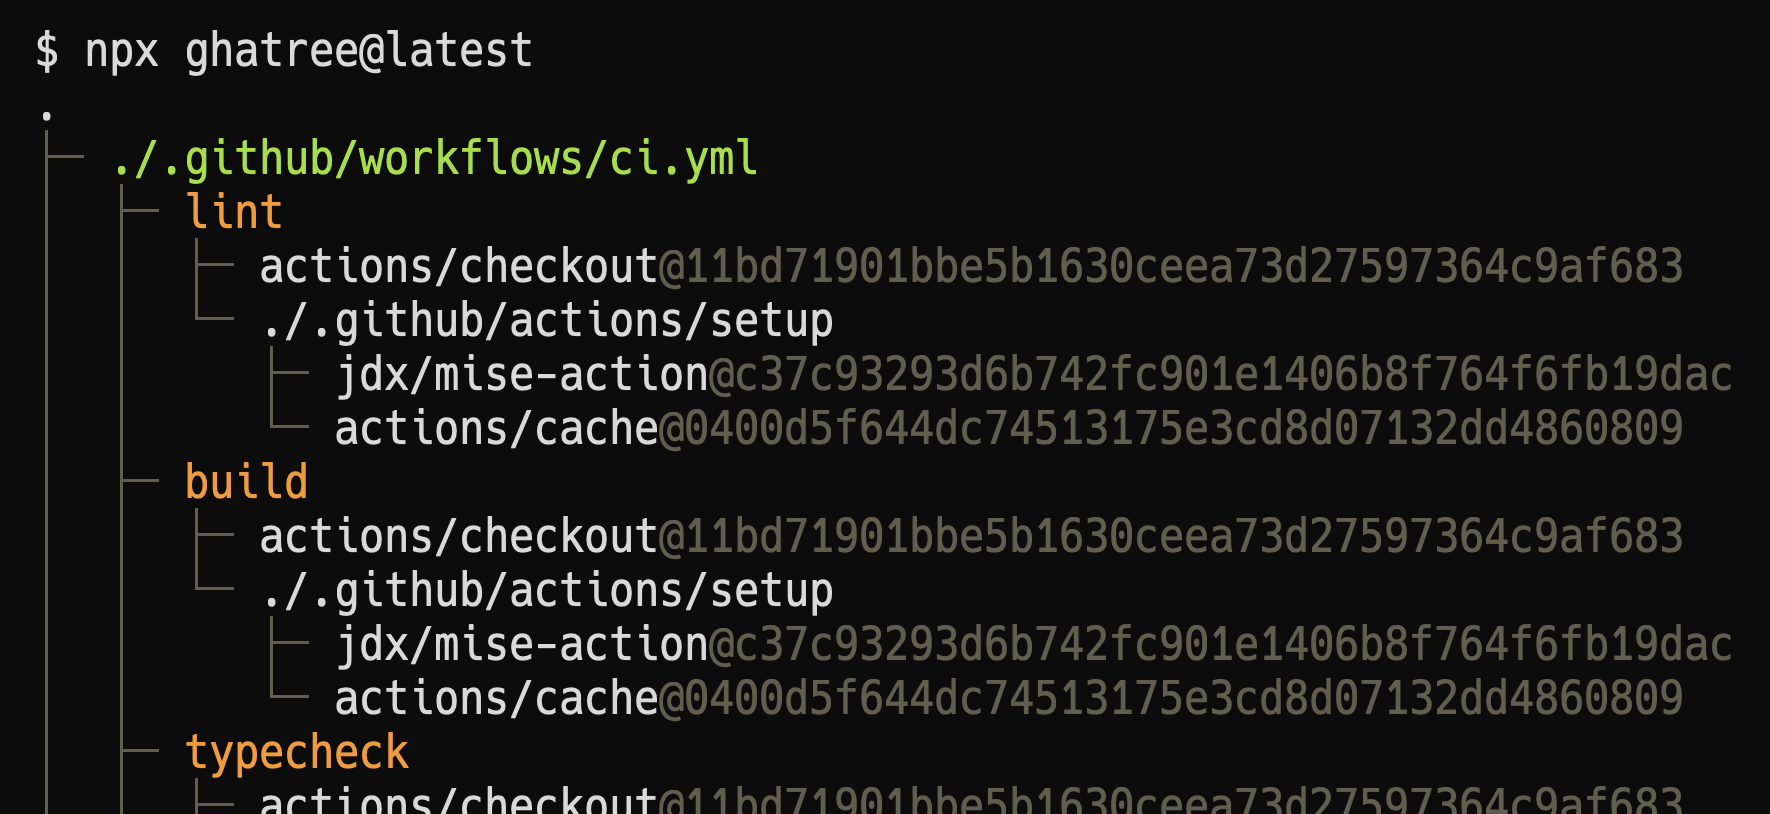 $ npx ghatree@latest
.
├── ./.github/workflows/ci.yml
│  ├── lint
│  │  ├── actions/checkout@11bd71901bbe5b1630ceea73d27597364c9af683
│  │  └── ./.github/actions/setup
│  │     ├── jdx/mise-action@c37c93293d6b742fc901e1406b8f764f6fb19dac
│  │     └── actions/cache@0400d5f644dc74513175e3cd8d07132dd4860809
│  ├── build
│  │  ├── actions/checkout@11bd71901bbe5b1630ceea73d27597364c9af683
│  │  └── ./.github/actions/setup
│  │     ├── jdx/mise-action@c37c93293d6b742fc901e1406b8f764f6fb19dac
│  │     └── actions/cache@0400d5f644dc74513175e3cd8d07132dd4860809
│  ├── typecheck
│  │  ├── actions/checkout@11bd71901bbe5b1630ceea73d27597364c9af683